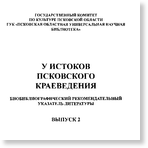 ГОСУДАРСТВЕННЫЙ КОМИТЕТ
ПО КУЛЬТУРЕ ПСКОВСКОЙ ОБЛАСТИ
ГУК «ПСКОВСКАЯ ОБЛАСТНАЯ УНИВЕРСАЛЬНАЯ НАУЧНАЯ
БИБЛИОТЕКА»
У ИСТОКОВ
ПСКОВСКОГО
КРАЕВЕДЕНИЯ
БИОБИБЛИОГРАФИЧЕСКИЙ РЕКОМЕНДАТЕЛЬНЫЙ
УКАЗАТЕЛЬ ЛИТЕРАТУРЫ
ВЫПУСК 2